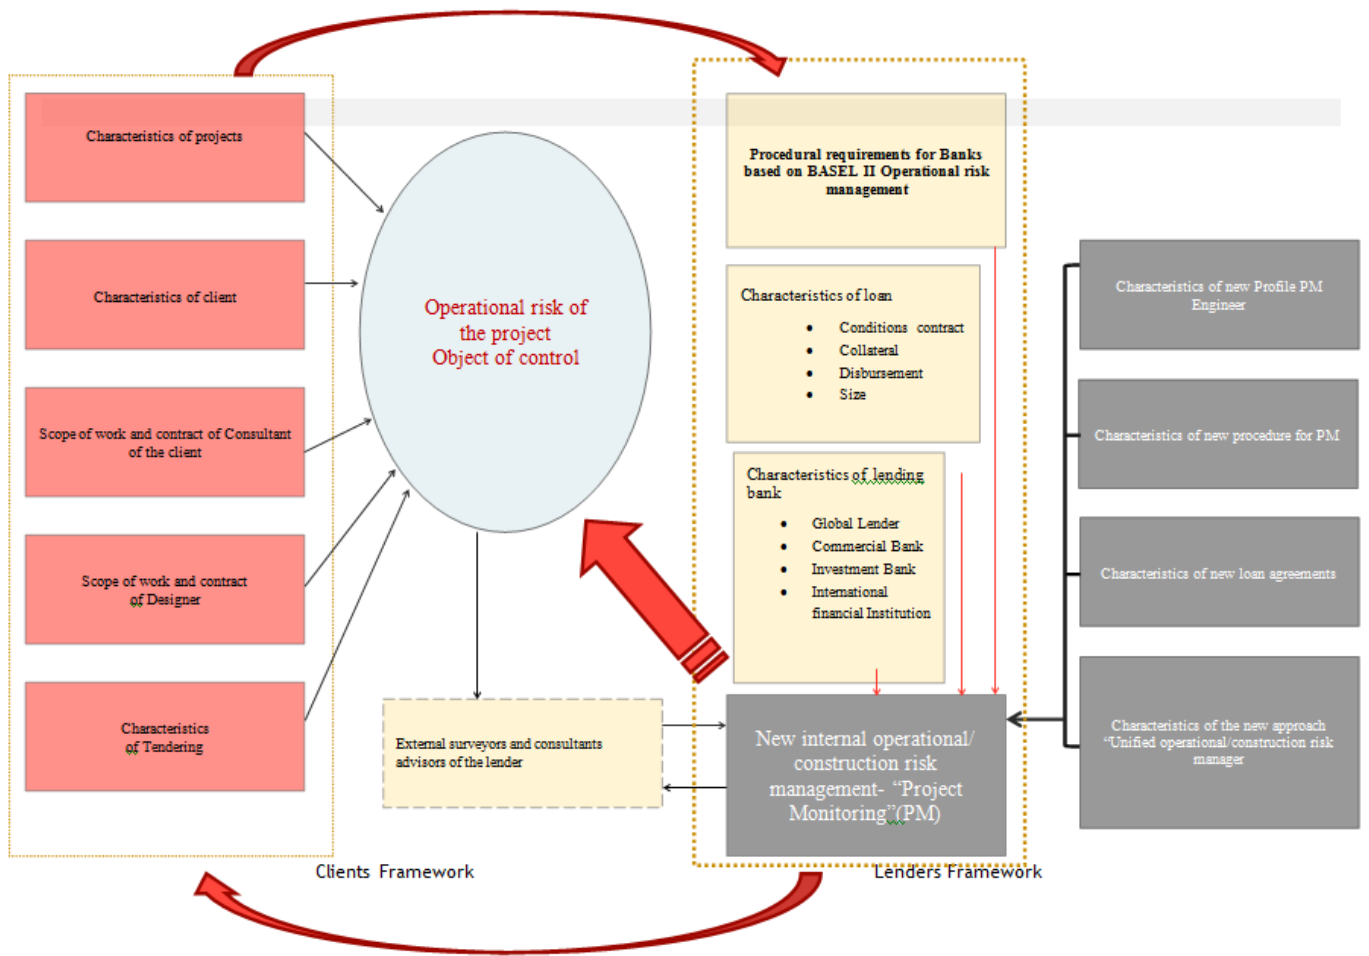 Characteristics of projects
Characteristics of client
Scope of work and contract of Consultant
of the client
Scope of work and contract
of Designer
Characteristics
of Tendering
Operational risk of
the project
Object of control
External surveyors and consultants
advisors of the lender
Clients Framework
Procedural requirements for Banks
based on BASEL II Operational risk
management
Characteristics of loan
• Conditions contract
• Collateral
• Disbursement
• Size
Characteristics of lending
bank
• Global Lender
• Commercial Bank
• Investment Bank
• International
financial Institution
New internal operational/
construction risk
management- “Project
Monitoring”(PM)
Lenders Framework
Characteristics of new Profile PM
Engineer
Characteristics of new procedure for PM
Characteristics of new loan agreements
Characteristics of the new approach
“Unified operational/construction risk
manager